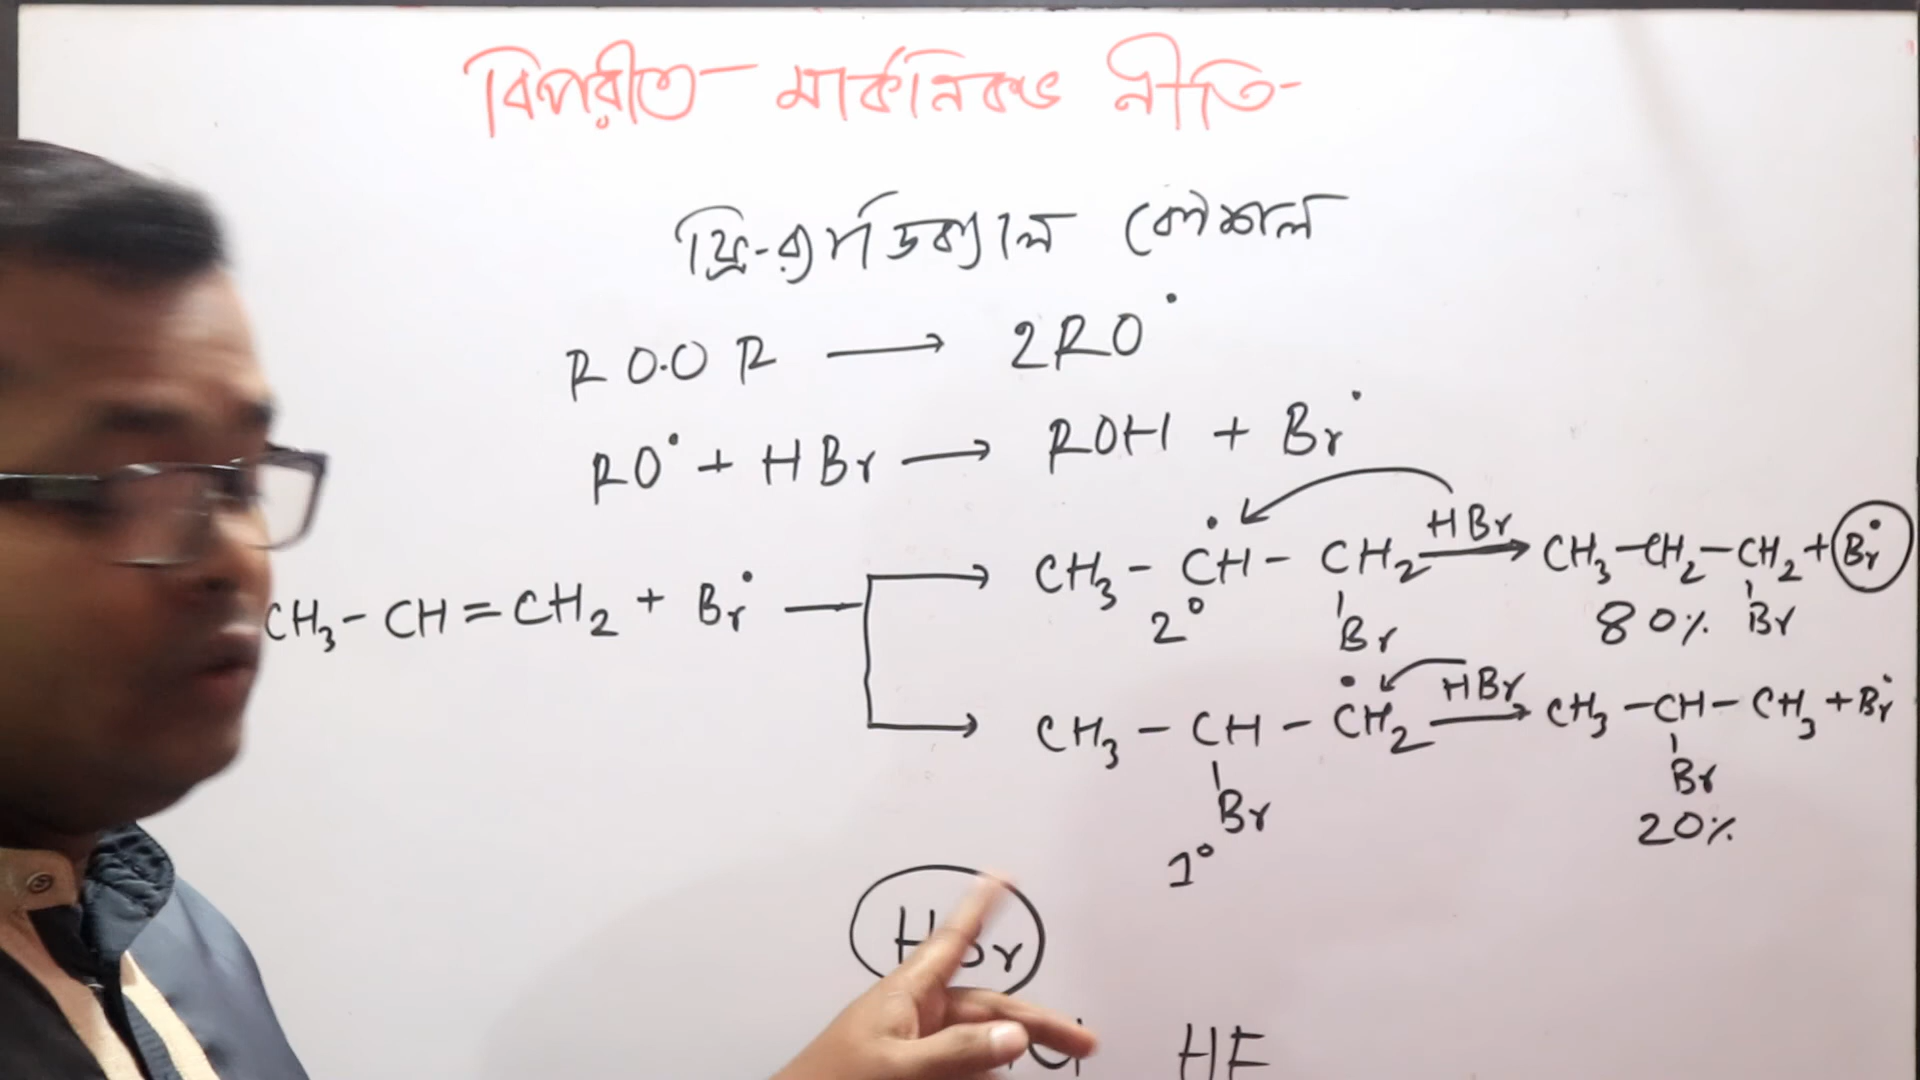 বিপরীত মার্কনিকভ নীতি
ফ্রি-র‍্যাডিক্যাল কৌশল
R O·O R ⟶ 2RO•
RO• + HBr ⟶ ROH + Br•
CH₃-CH=CH₂ + Br•
CH₃-ĊH-CH₂ HBr⟶ CH₃-CH₂-CH₂ + Br•
2° Br 80% Br
CH₃-CH-ĊH₂ HBr⟶ CH₃-CH-CH₃ + Br•
Br Br
1° 20%
HBr
HF